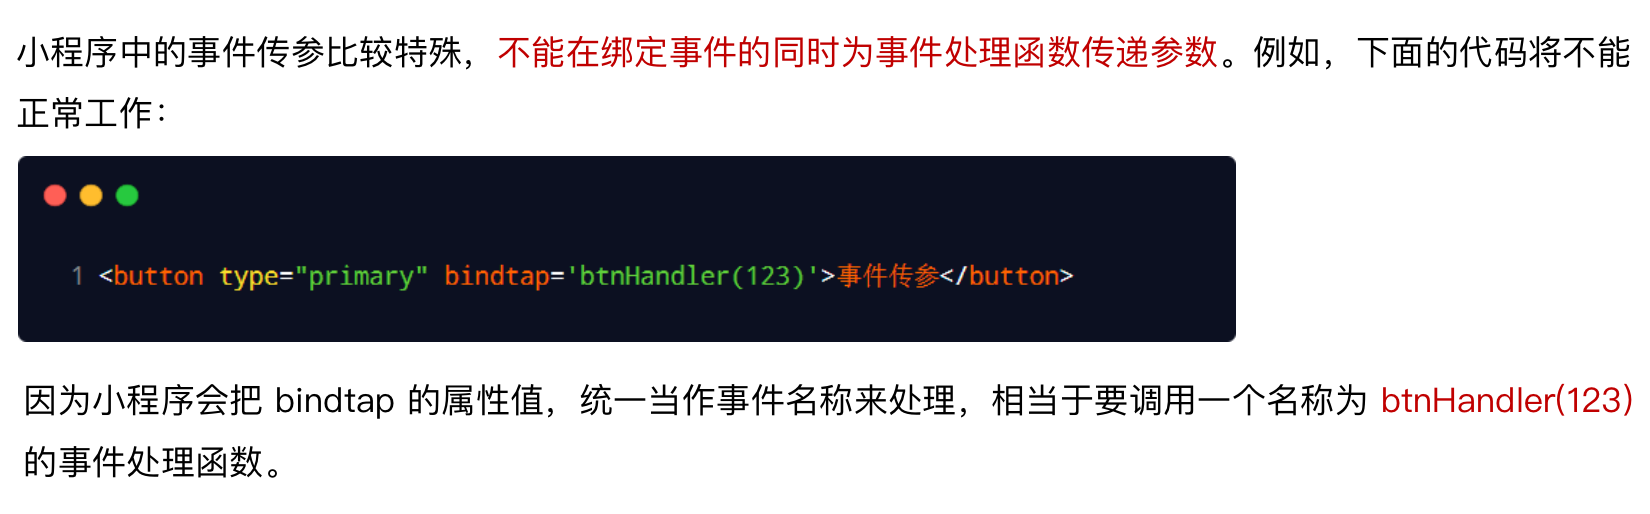 小程序中的事件传参比较特殊，不能在绑定事件的同时为事件处理函数传递参数。例如，下面的代码将不能
正常工作：
1 <button type="primary" bindtap='btnHandler(123)'>事件传参</button>
因为小程序会把 bindtap 的属性值，统一当作事件名称来处理，相当于要调用一个名称为 btnHandler(123)
的事件处理函数。